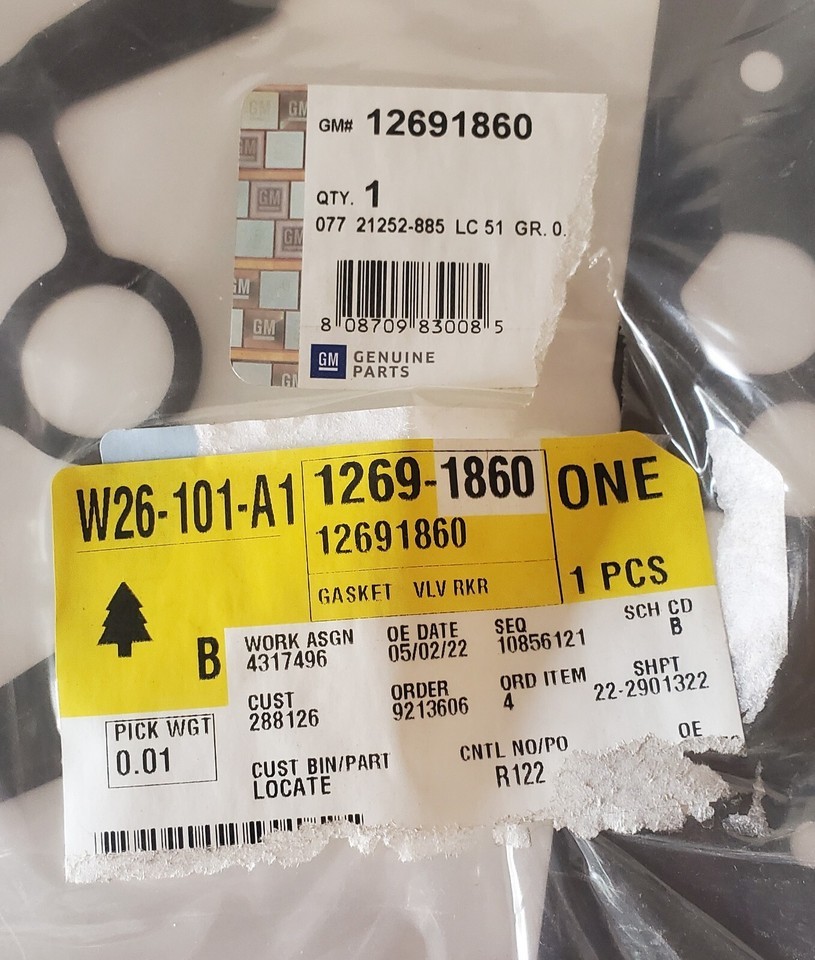 GM# 12691860
QTY. 1
077 21252-885 LC 51 GR. 0.
8 08709 83008 5
GM GENUINE
PARTS
W26-101-A1
1269-1860
12691860
GASKET VLV RKR
ONE
1 PCS
B
PICK WGT
0.01
WORK ASGN
4317496
OE DATE
05/02/22
SEQ
10856121
SCH CD
B
CUST
288126
ORDER
9213606
ORD ITEM
4
SHPT
22-2901322
CUST BIN/PART
LOCATE
CNTL NO/PO
R122
OE